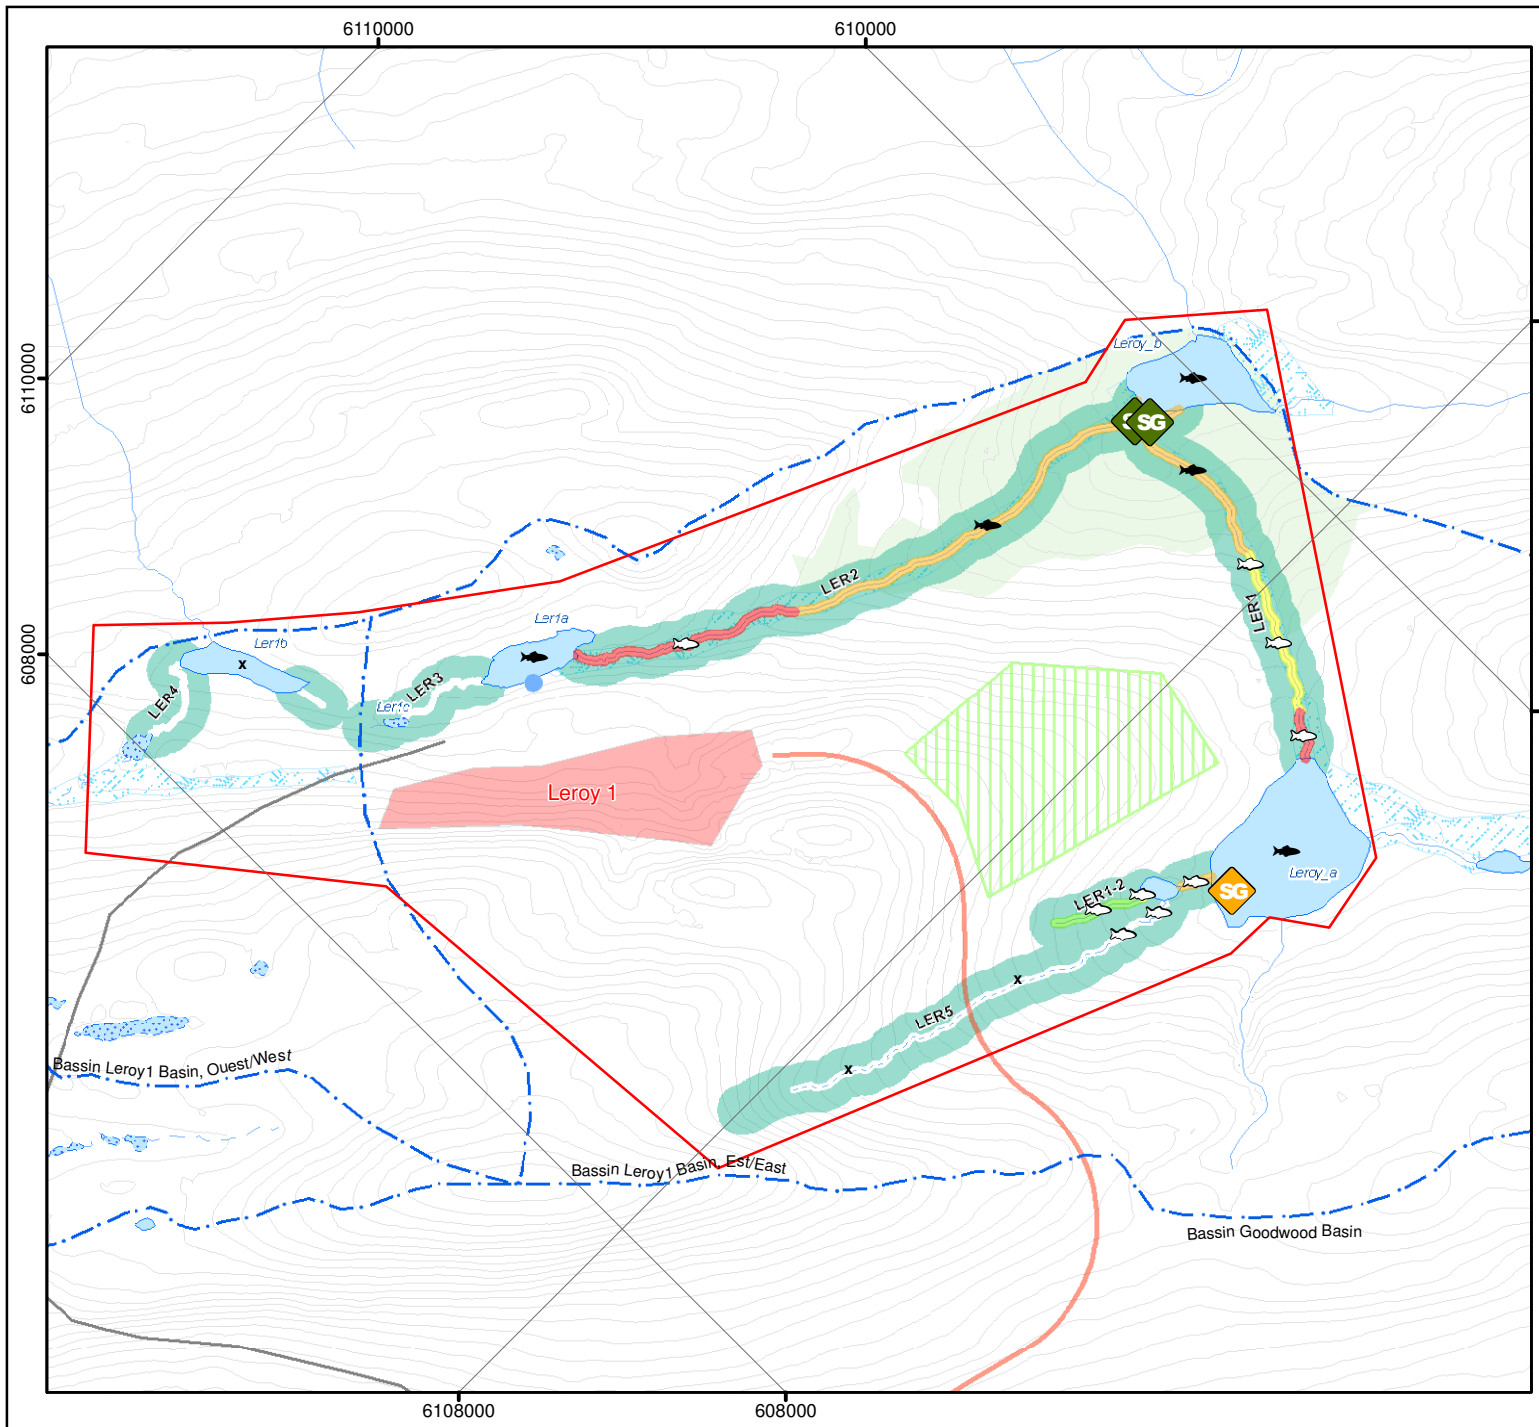 6110000
610000
Leroy_b
6110000
LER2
LER1
Ler1a
Ler1b
608000
LER3
LER4
Ler1c
SG
Leroy 1
Leroy_a
LER1-2
SG
LER5
Bassin Leroy1 Basin, Ouest/West
Bassin Leroy1 Basin, Est/East
Bassin Goodwood Basin
6108000
608000